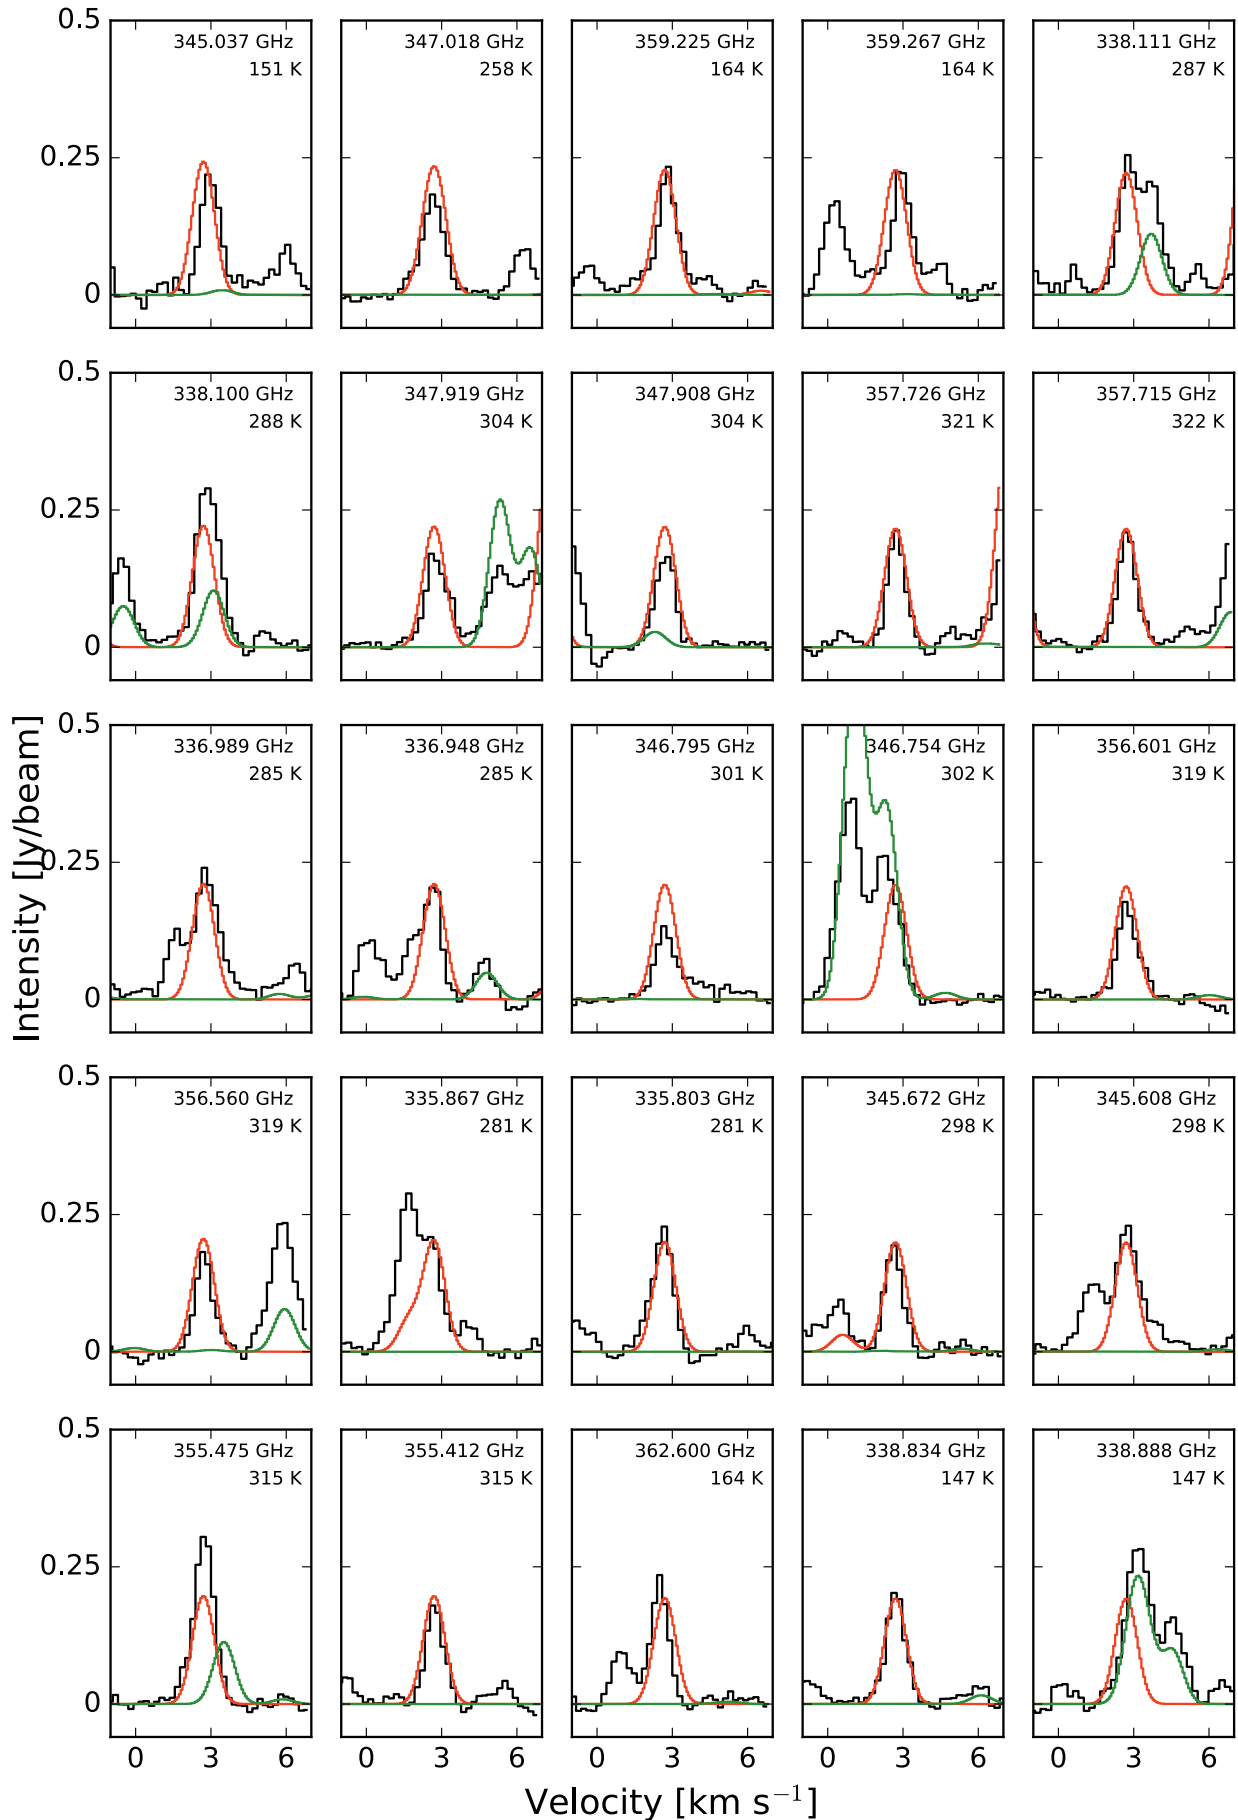 0.5
345.037 GHz
151 K
347.018 GHz
258 K
359.225 GHz
164 K
359.267 GHz
164 K
338.111 GHz
287 K
0.25
0
0.5
338.100 GHz
288 K
347.919 GHz
304 K
347.908 GHz
304 K
357.726 GHz
321 K
357.715 GHz
322 K
0.25
0
Intensity [Jy/beam]
0.5
336.989 GHz
285 K
336.948 GHz
285 K
346.795 GHz
301 K
346.754 GHz
302 K
356.601 GHz
319 K
0.25
0
0.5
356.560 GHz
319 K
335.867 GHz
281 K
335.803 GHz
281 K
345.672 GHz
298 K
345.608 GHz
298 K
0.25
0
0.5
355.475 GHz
315 K
355.412 GHz
315 K
362.600 GHz
164 K
338.834 GHz
147 K
338.888 GHz
147 K
0.25
0
0 3 6 0 3 6 0 3 6 0 3 6 0 3 6
Velocity [km s⁻¹]